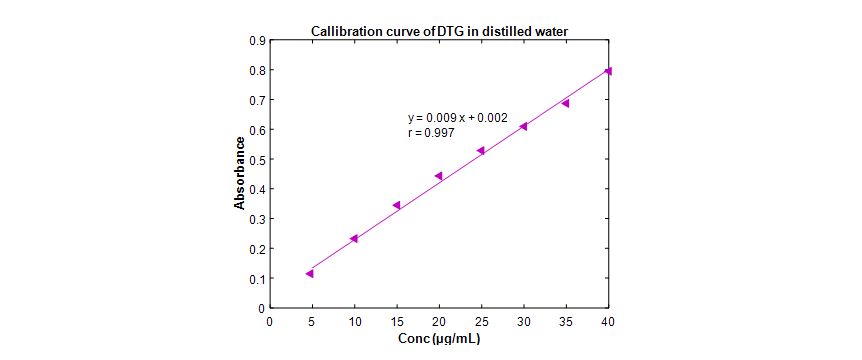 Callibration curve of DTG in distilled water
0.9
0.8
0.7
0.6
0.5
0.4
0.3
0.2
0.1
0
Absorbance
y = 0.009 x + 0.002
r = 0.997
0 5 10 15 20 25 30 35 40
Conc (µg/mL)